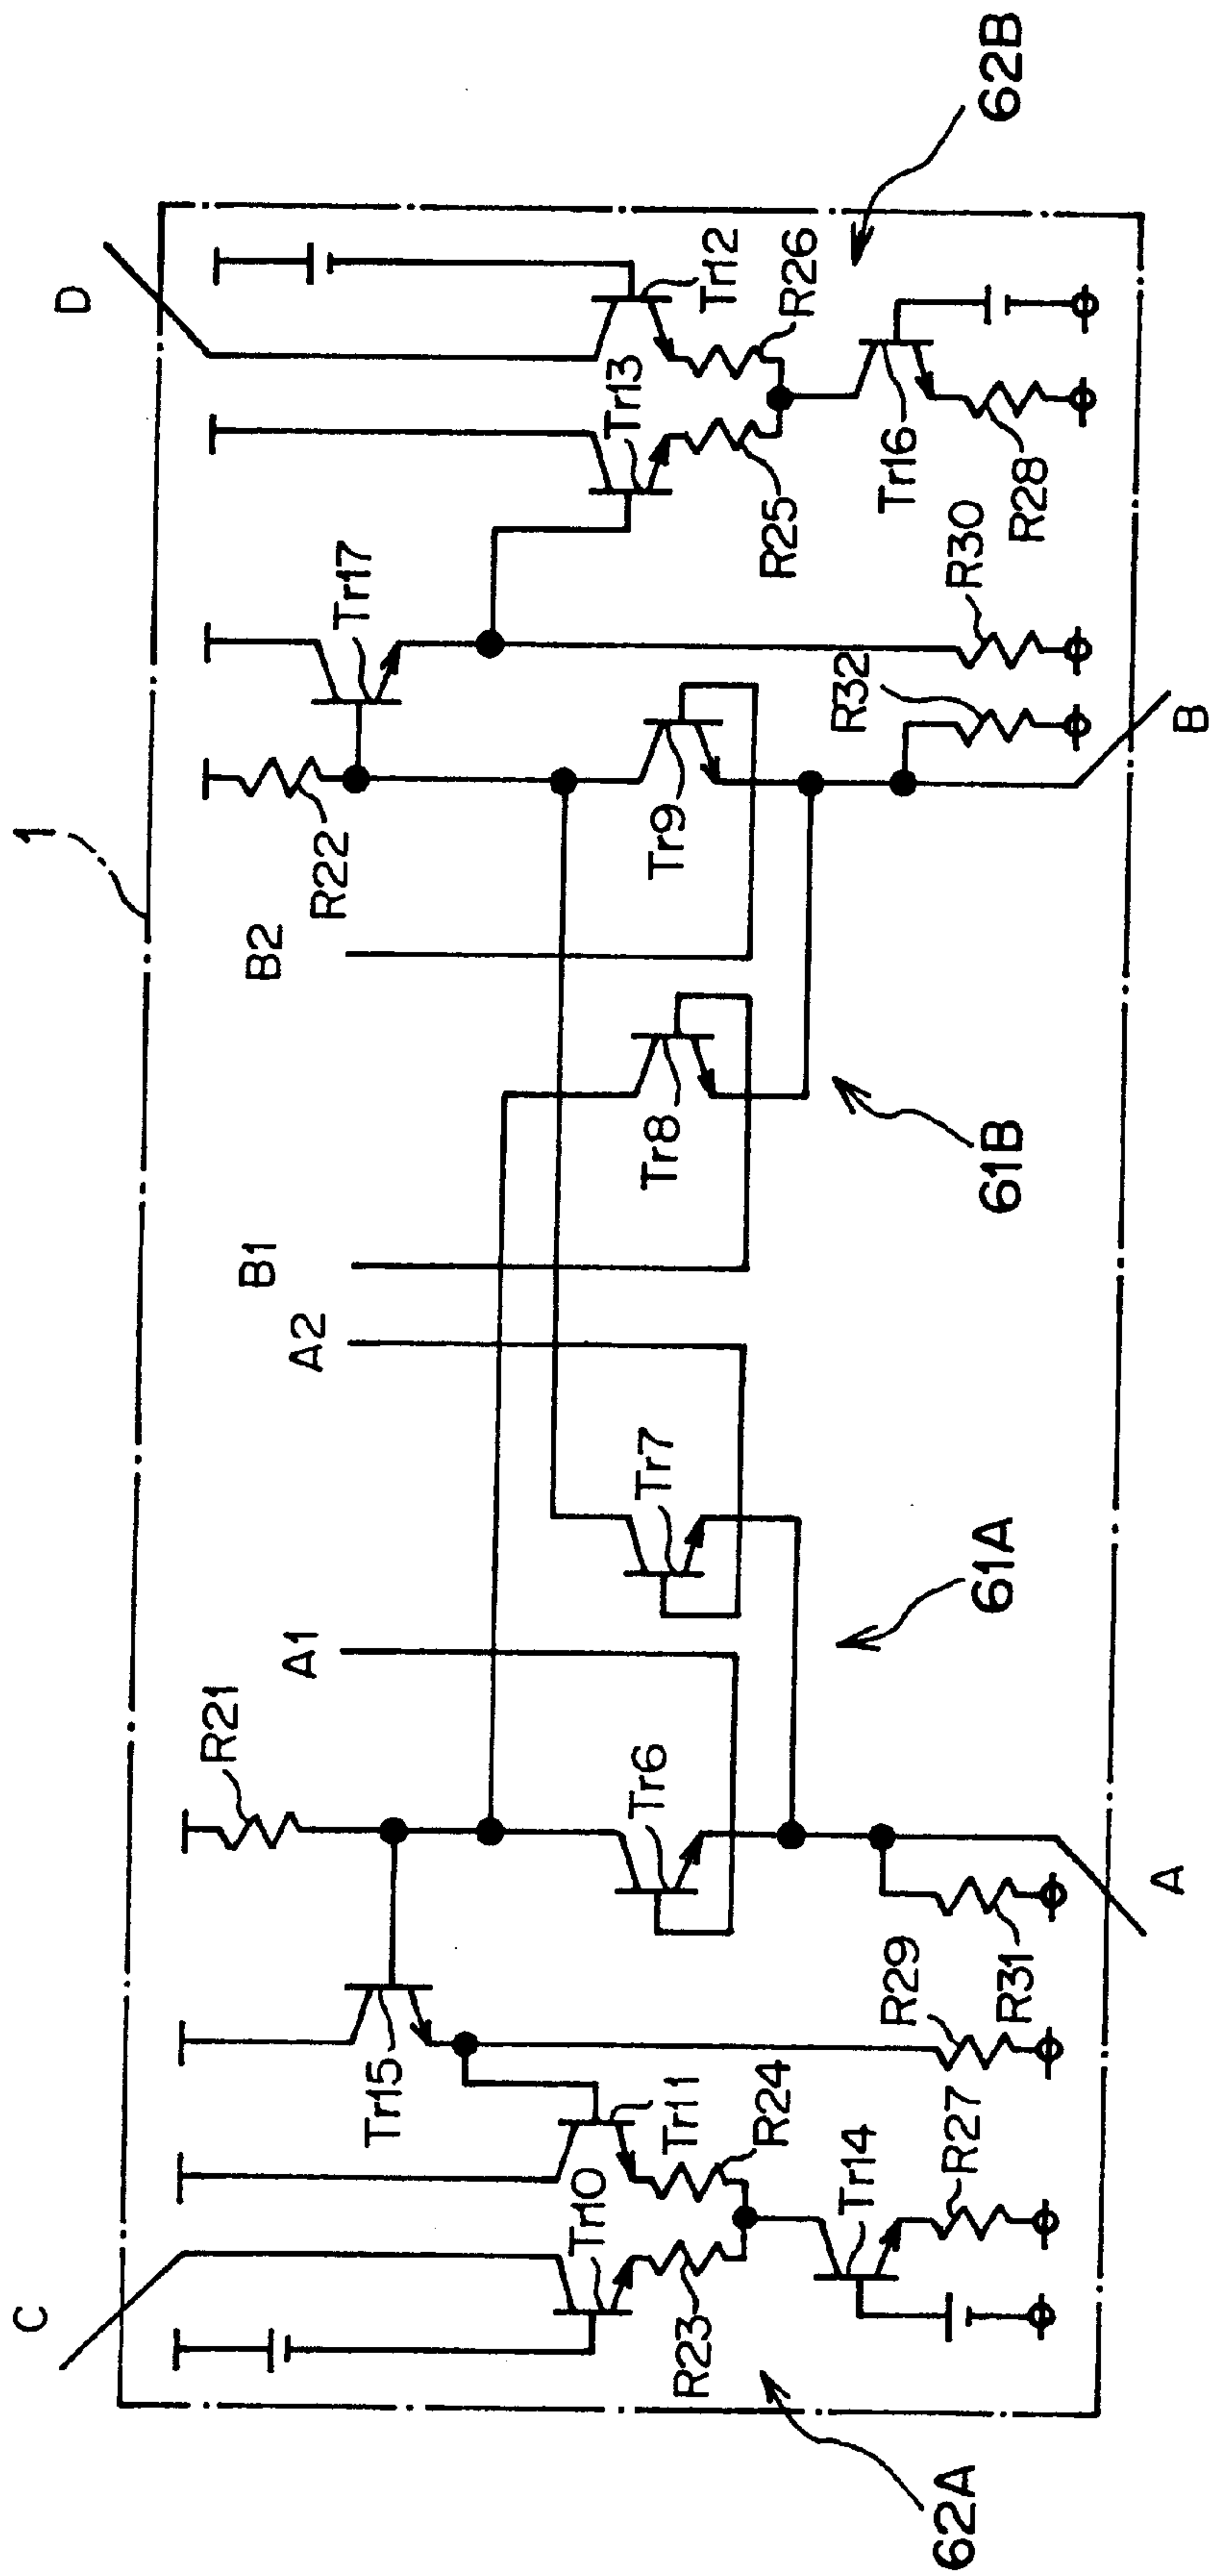 1
C
D
R21
A1
A2
B1
B2
R22
Tr15
Tr17
Tr10
Tr11
Tr6
Tr7
Tr8
Tr9
Tr13
Tr12
R23
R24
R25
R26
Tr14
Tr16
R27
R29
R31
R32
R30
R28
A
B
62A
61A
61B
62B